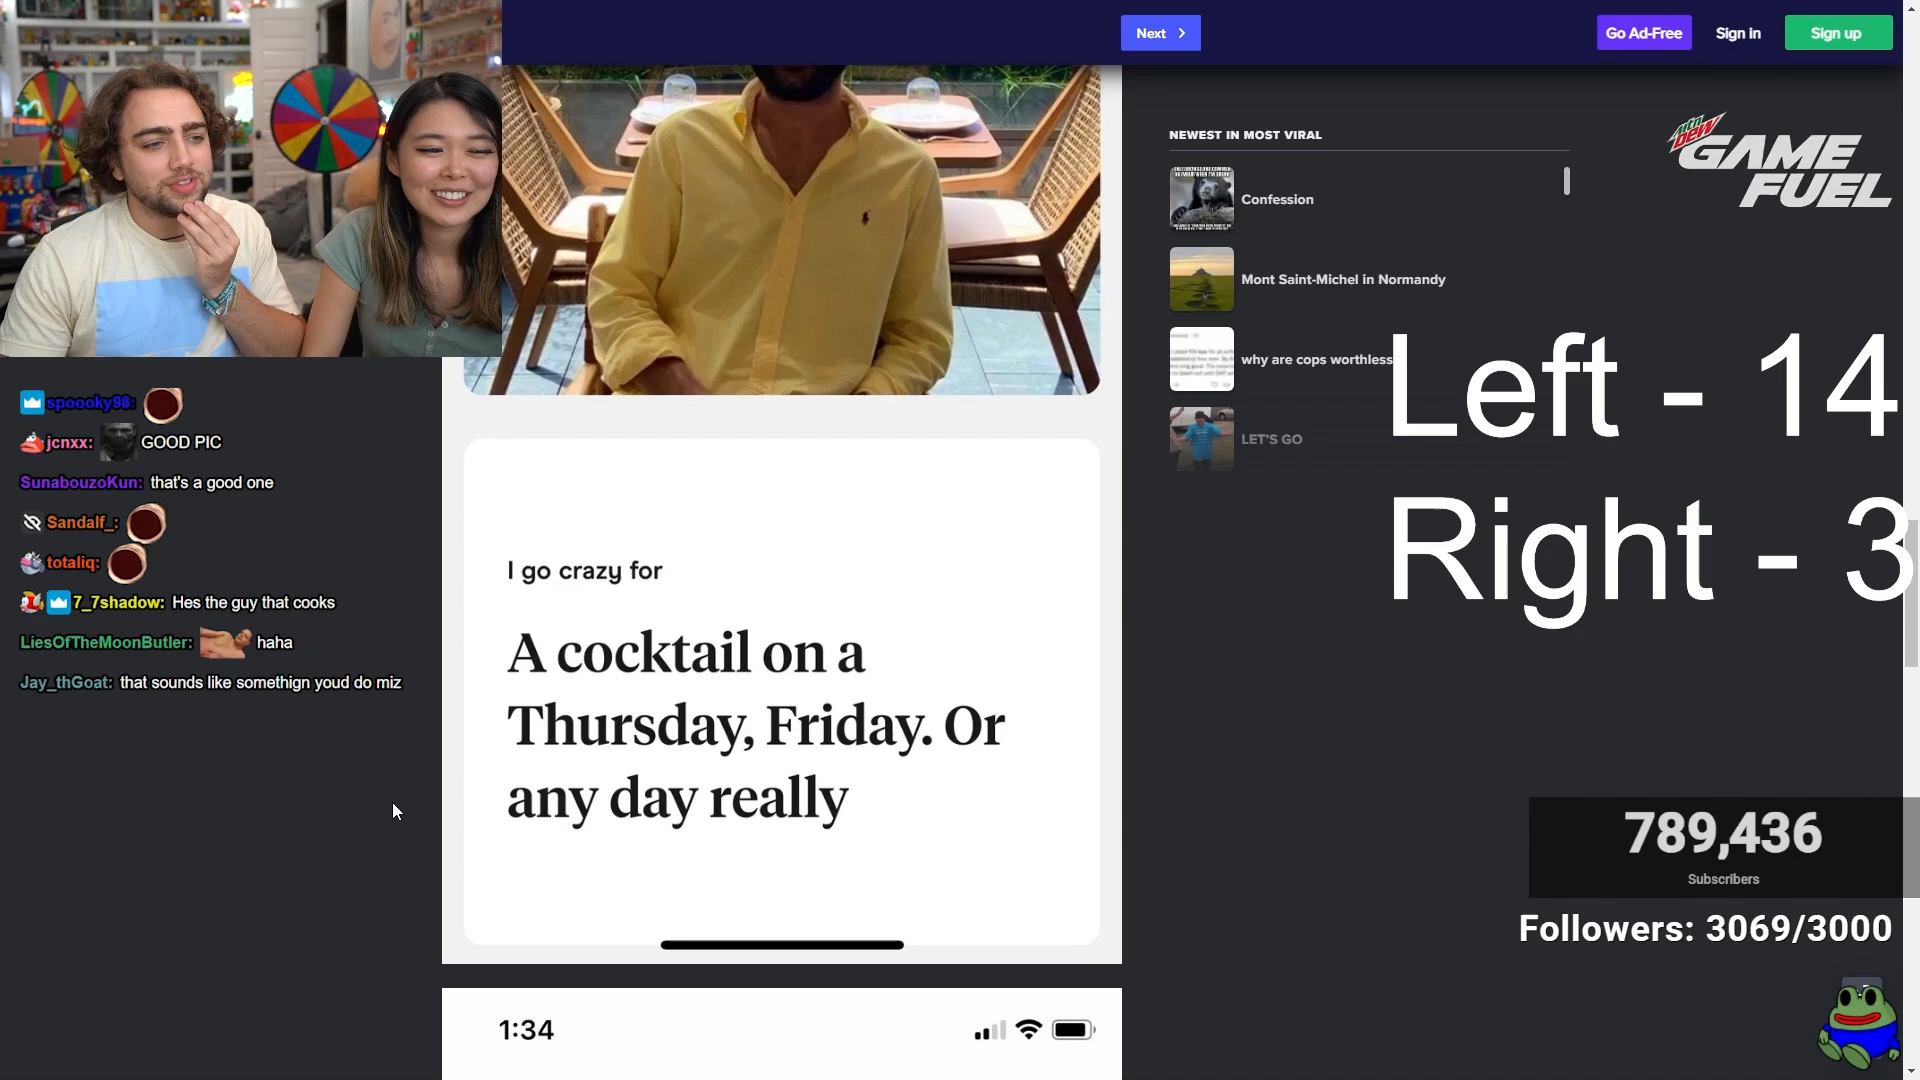 Next
Go Ad-Free
Sign in
Sign up
NEWEST IN MOST VIRAL
Confession
Mont Saint-Michel in Normandy
why are cops worthless
LET'S GO
mtn
DEW
GAME
FUEL
Left - 14
Right - 3
spoooky98:
jcnxx: GOOD PIC
SunabouzoKun: that's a good one
Sandalf_:
totaliq:
7_7shadow: Hes the guy that cooks
LiesOfTheMoonButler: haha
Jay_thGoat: that sounds like somethign youd do miz
I go crazy for
A cocktail on a
Thursday, Friday. Or
any day really
789,436
Subscribers
Followers: 3069/3000
1:34